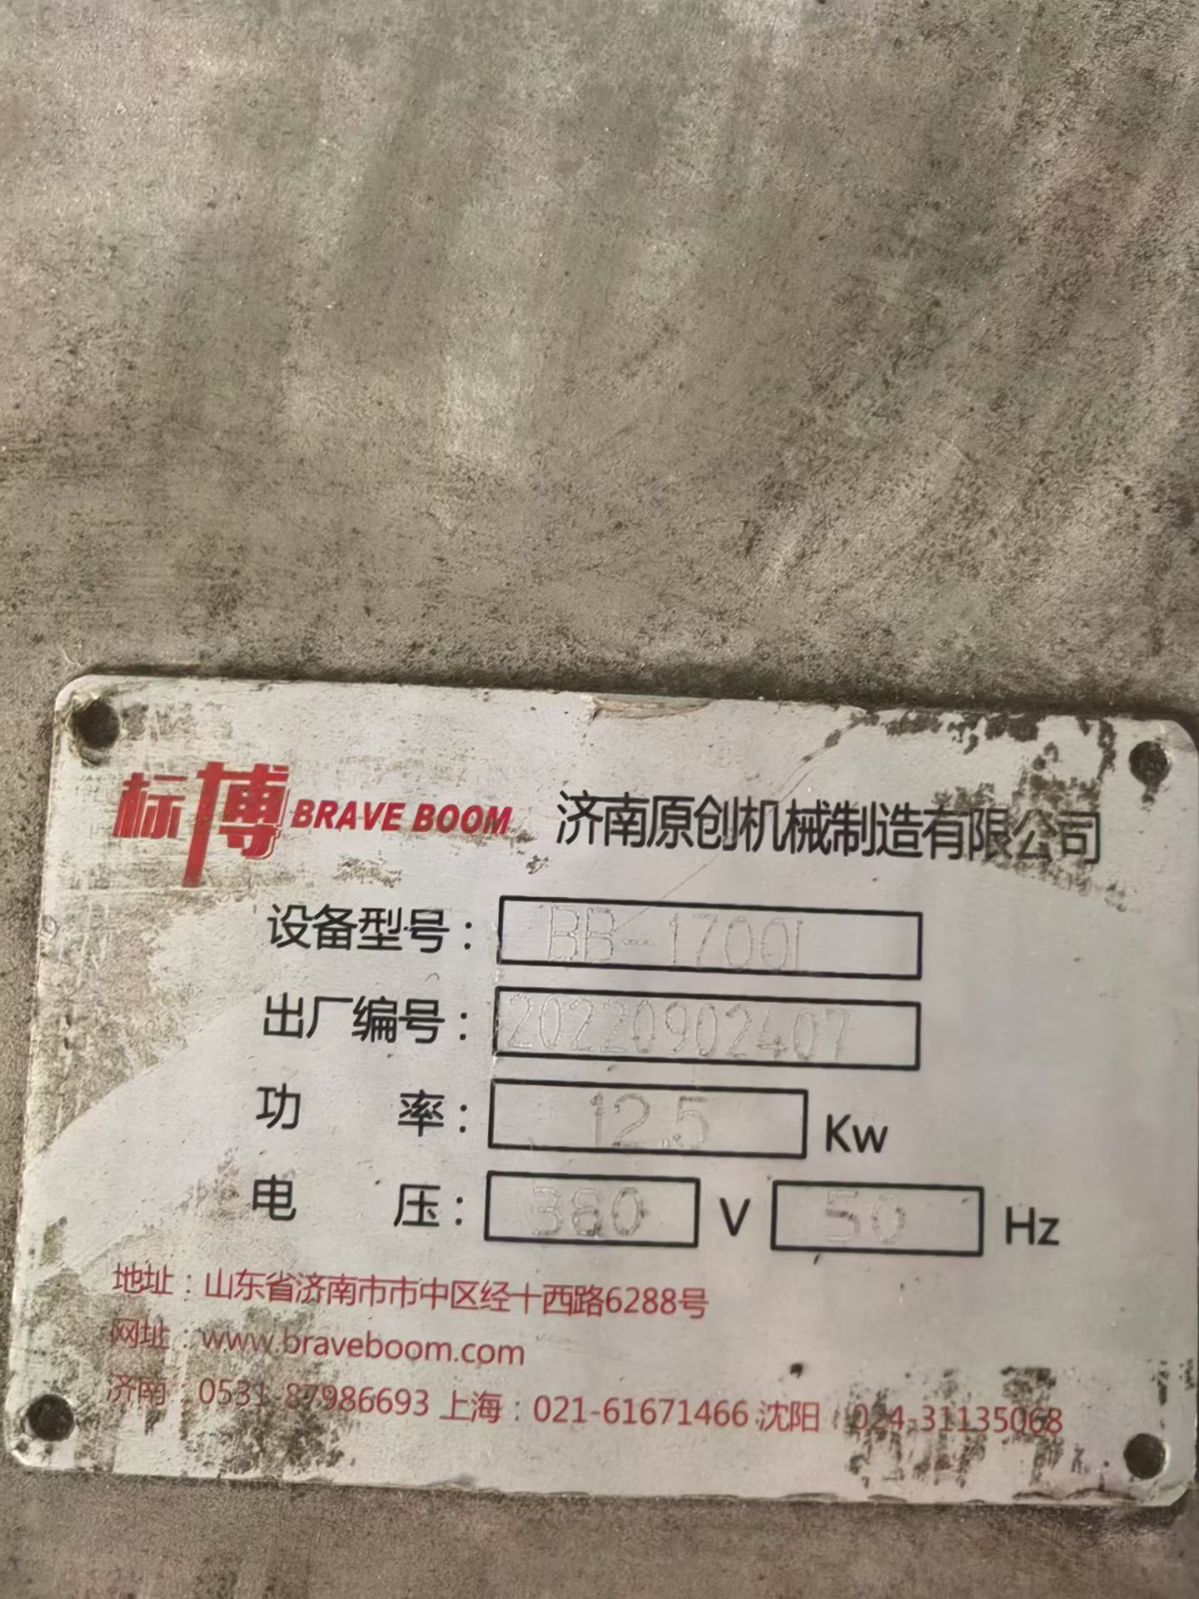 标博 BRAVE BOOM 济南原创机械制造有限公司
设备型号： BB-1700I
出厂编号： 20220902407
功 率： 12.5 Kw
电 压： 380 V 50 Hz
地址：山东省济南市市中区经十西路6288号
网址：www.braveboom.com
济南：0531-87986693 上海：021-61671466 沈阳：024-31135068